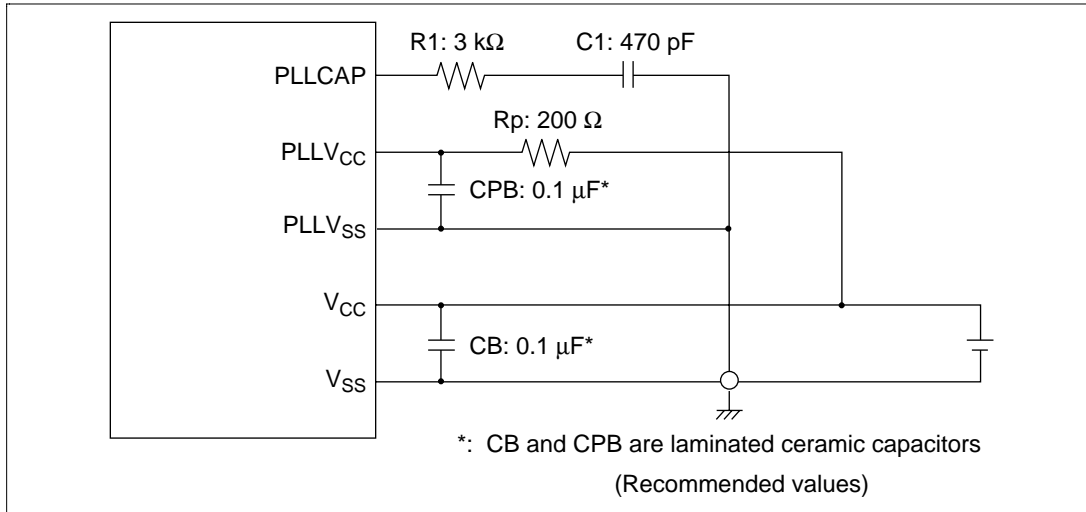 R1: 3 kΩ
C1: 470 pF
PLLCAP
Rp: 200 Ω
PLLVCC
CPB: 0.1 μF*
PLLVSS
VCC
CB: 0.1 μF*
VSS
*: CB and CPB are laminated ceramic capacitors
(Recommended values)